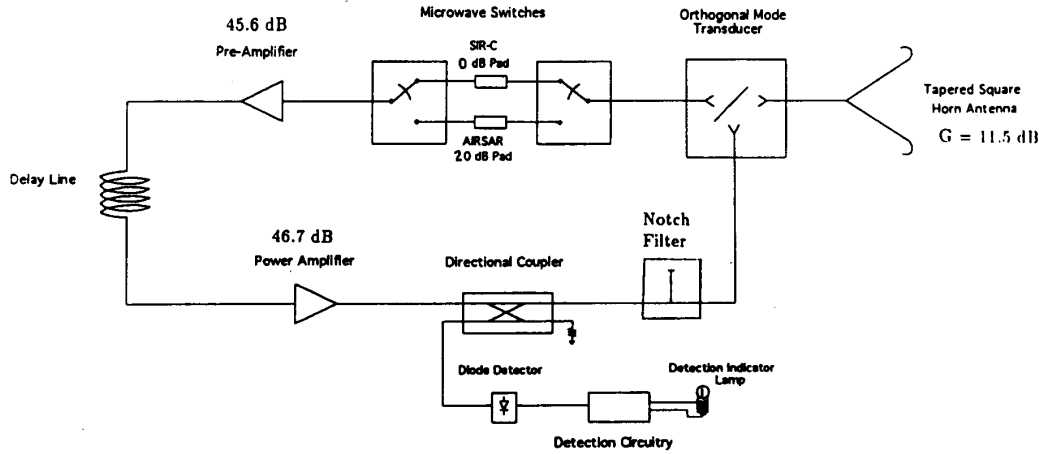 Microwave Switches
Orthogonal Mode
Transducer
45.6 dB
Pre-Amplifier
SIR-C
0 dB Pad
Tapered Square
Horn Antenna
G = 11.5 dB
AIRSAR
20 dB Pad
Delay Line
46.7 dB
Power Amplifier
Directional Coupler
Notch
Filter
Diode Detector
Detection Indicator
Lamp
Detection Circuitry